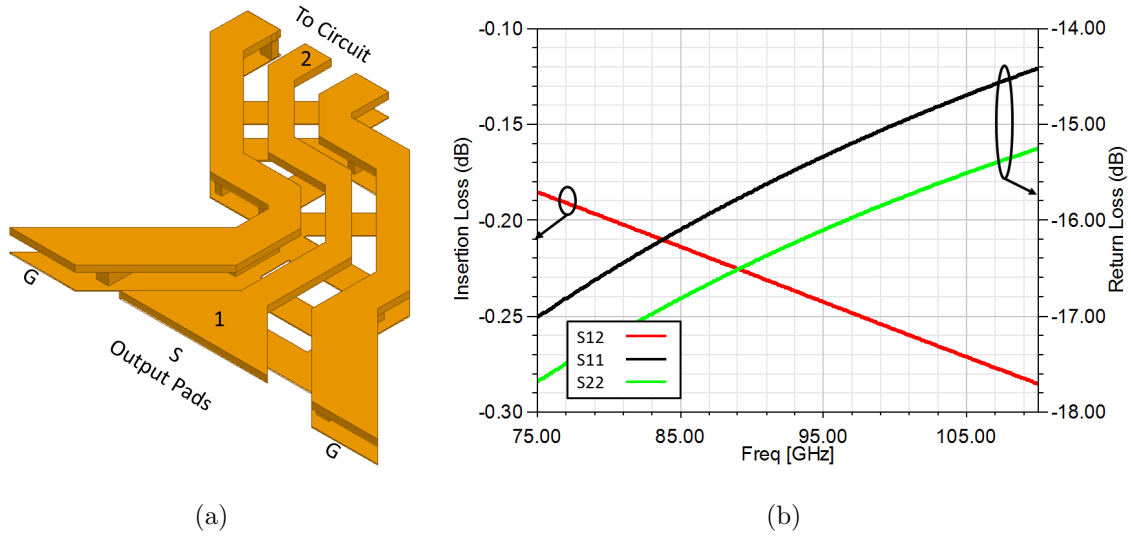 To Circuit
2
G
1
S
Output Pads
G
(a)
-0.10
-0.15
-0.20
-0.25
-0.30
Insertion Loss (dB)
-14.00
-15.00
-16.00
-17.00
-18.00
Return Loss (dB)
S12
S11
S22
75.00 85.00 95.00 105.00
Freq [GHz]
(b)